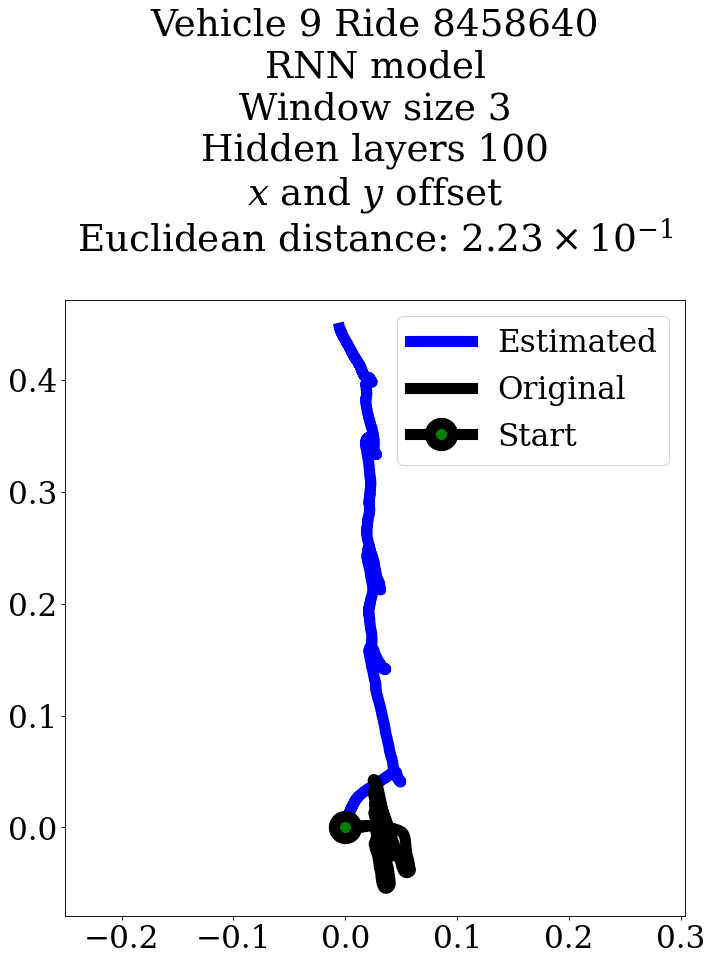 Vehicle 9 Ride 8458640
RNN model
Window size 3
Hidden layers 100
x and y offset
Euclidean distance: 2.23 × 10⁻¹
Estimated
Original
Start
0.4
0.3
0.2
0.1
0.0
−0.2 −0.1 0.0 0.1 0.2 0.3